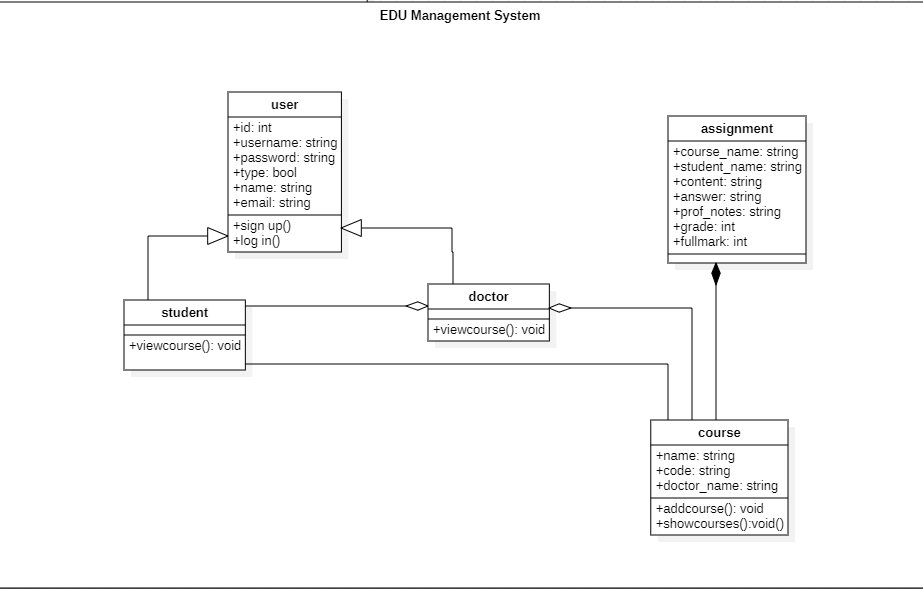 EDU Management System
user
+id: int
+username: string
+password: string
+type: bool
+name: string
+email: string
+sign up()
+log in()
assignment
+course_name: string
+student_name: string
+content: string
+answer: string
+prof_notes: string
+grade: int
+fullmark: int
student
+viewcourse(): void
doctor
+viewcourse(): void
course
+name: string
+code: string
+doctor_name: string
+addcourse(): void
+showcourses():void()